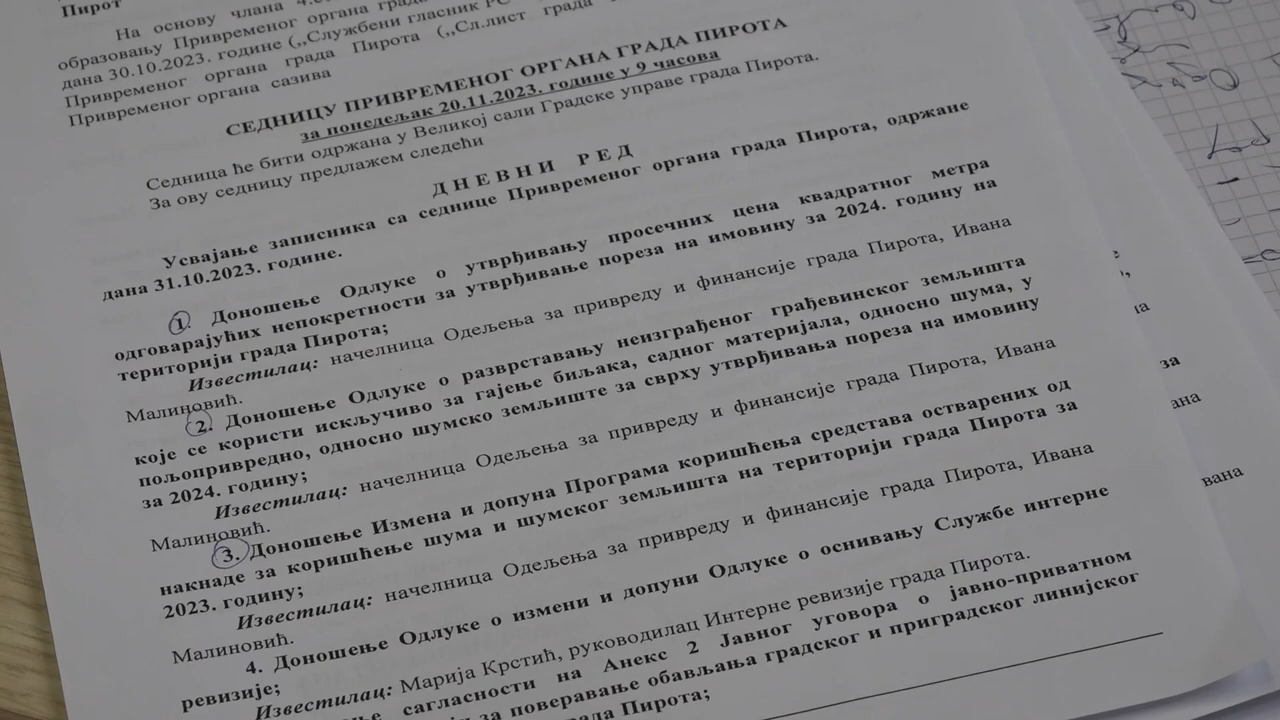 Пирот
На основу члана
образовању Привременог органа града
дана 30.10.2023. године (,,Службени гласник РС
Привременог органа града Пирота (,,Сл.лист града
Привременог органа сазива
СЕДНИЦУ ПРИВРЕМЕНОГ ОРГАНА ГРАДА ПИРОТА
за понедељак 20.11.2023. године у 9 часова
Седница ће бити одржана у Великој сали Градске управе града Пирота.
За ову седницу предлажем следећи
Д Н Е В Н И Р Е Д
Усвајање записника са седнице Привременог органа града Пирота, одржане
дана 31.10.2023. године.
1. Доношење Одлуке о утврђивању просечних цена квадратног метра
одговарајућих непокретности за утврђивање пореза на имовину за 2024. годину на
територији града Пирота;
Известилац: начелница Одељења за привреду и финансије града Пирота, Ивана
Малиновић.
2. Доношење Одлуке о разврставању неизграђеног грађевинског земљишта
које се користи искључиво за гајење биљака, садног материјала, односно шума, у
пољопривредно, односно шумско земљиште за сврху утврђивања пореза на имовину
за 2024. годину;
Известилац: начелница Одељења за привреду и финансије града Пирота, Ивана
Малиновић.
3. Доношење Измена и допуна Програма коришћења средстава остварених од
накнаде за коришћење шума и шумског земљишта на територији града Пирота за
2023. годину;
Известилац: начелница Одељења за привреду и финансије града Пирота, Ивана
Малиновић.
4. Доношење Одлуке о измени и допуни Одлуке о оснивању Службе интерне
ревизије;
Известилац: Марија Крстић, руководилац Интерне ревизије града Пирота.
сагласности на Анекс 2 Јавног уговора о јавно-приватном
за поверавање обављања градског и приградског линијског
Пирота;
за